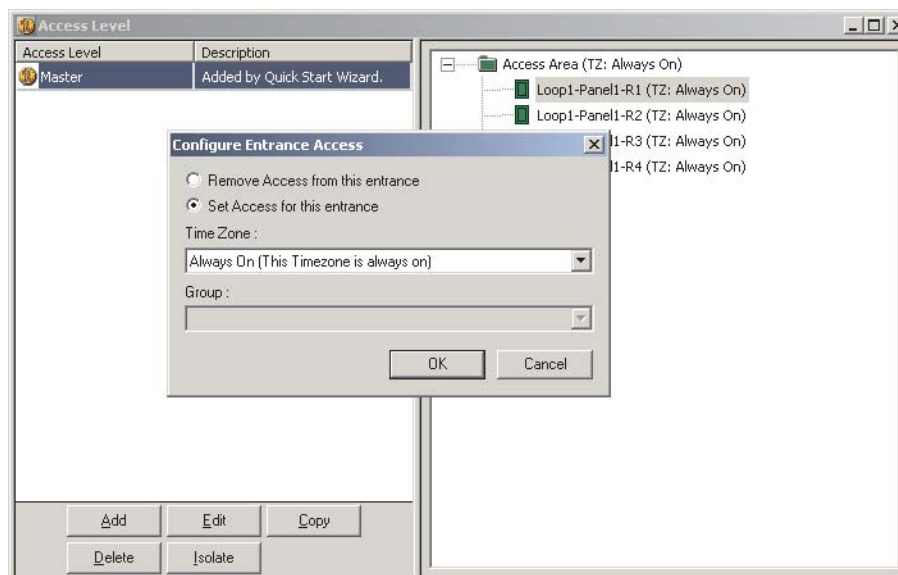 Access Level
Access Level Description
Master Added by Quick Start Wizard.
Access Area (TZ: Always On)
Loop1-Panel1-R1 (TZ: Always On)
Loop1-Panel1-R2 (TZ: Always On)
l1-R3 (TZ: Always On)
l1-R4 (TZ: Always On)
Configure Entrance Access
Remove Access from this entrance
Set Access for this entrance
Time Zone :
Always On (This Timezone is always on)
Group :
OK Cancel
Add Edit Copy
Delete Isolate